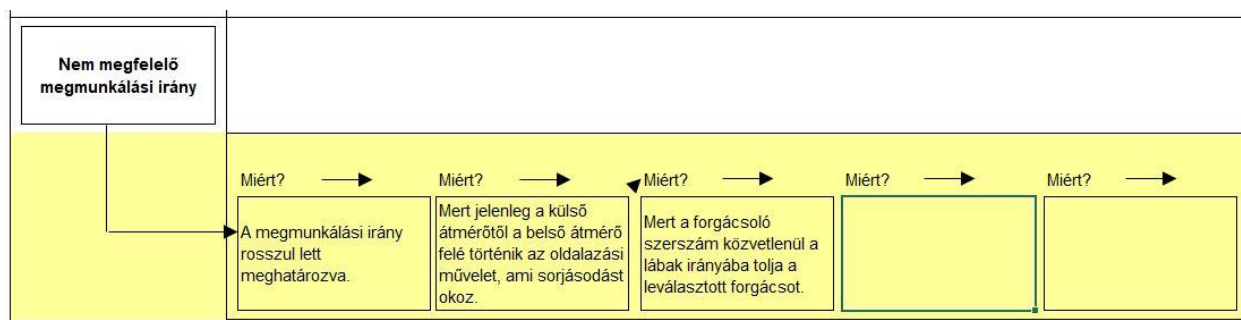 Nem megfelelő
megmunkálási irány
Miért?
Miért?
Miért?
Miért?
Miért?
A megmunkálási irány
rosszul lett
meghatározva.
Mert jelenleg a külső
átmérőtől a belső átmérő
felé történik az oldalazási
művelet, ami sorjásodást
okoz.
Mert a forgácsoló
szerszám közvetlenül a
lábak irányába tolja a
leválasztott forgácsot.